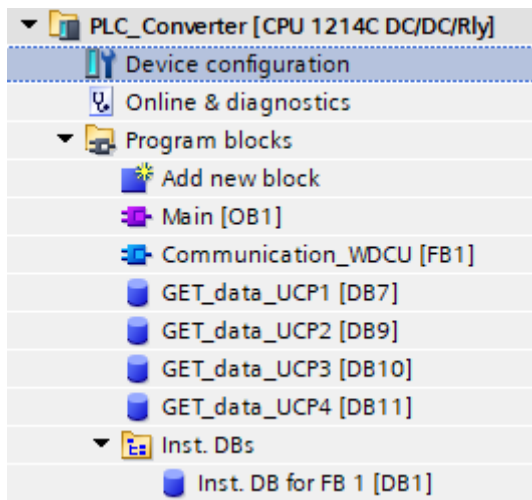 PLC_Converter [CPU 1214C DC/DC/Rly]
Device configuration
Online & diagnostics
Program blocks
Add new block
Main [OB1]
Communication_WDCU [FB1]
GET_data_UCP1 [DB7]
GET_data_UCP2 [DB9]
GET_data_UCP3 [DB10]
GET_data_UCP4 [DB11]
Inst. DBs
Inst. DB for FB 1 [DB1]